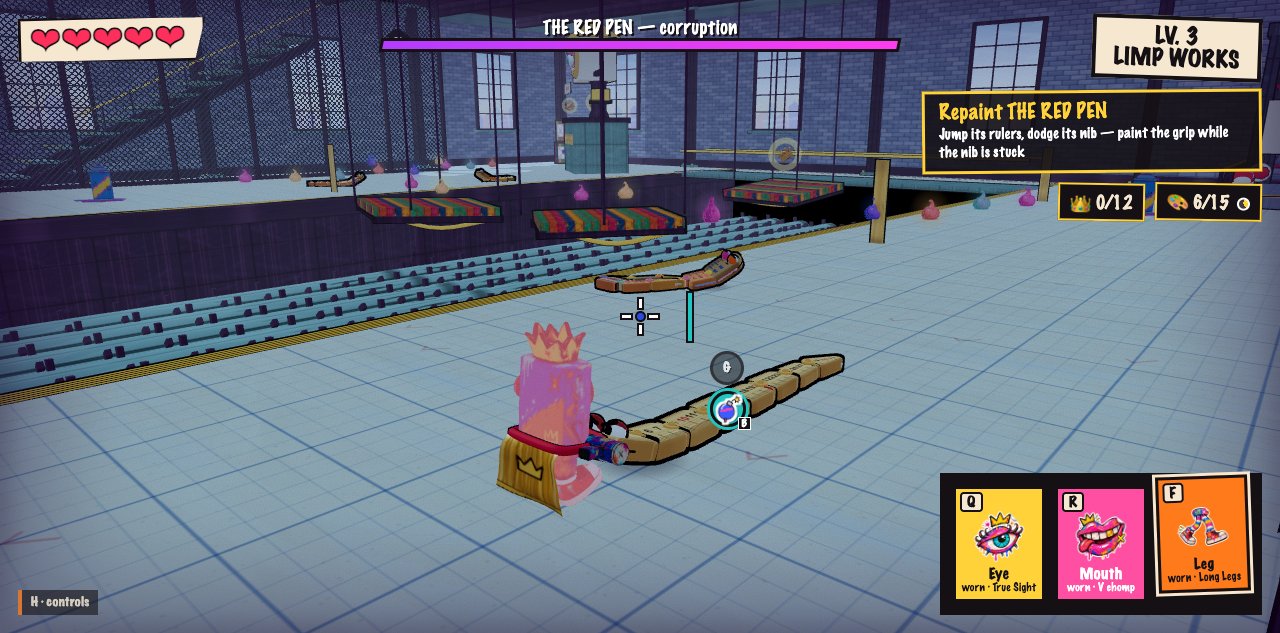 THE RED PEN — corruption
LV. 3
LIMP WORKS
Repaint THE RED PEN
Jump its rulers, dodge its nib — paint the grip while
the nib is stuck
0/12
6/15
G
Q
Eye
worn · True Sight
R
Mouth
worn · Y chomp
F
Leg
worn · Long Legs
H · controls